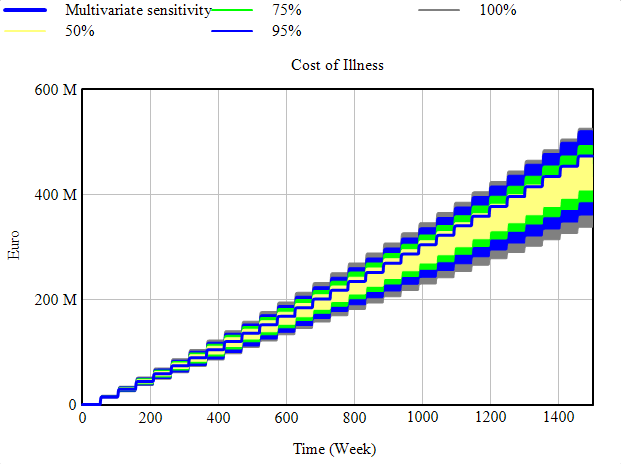 Multivariate sensitivity 75% 100%
50% 95%
Cost of Illness
600 M
400 M
Euro
200 M
0
0 200 400 600 800 1000 1200 1400
Time (Week)